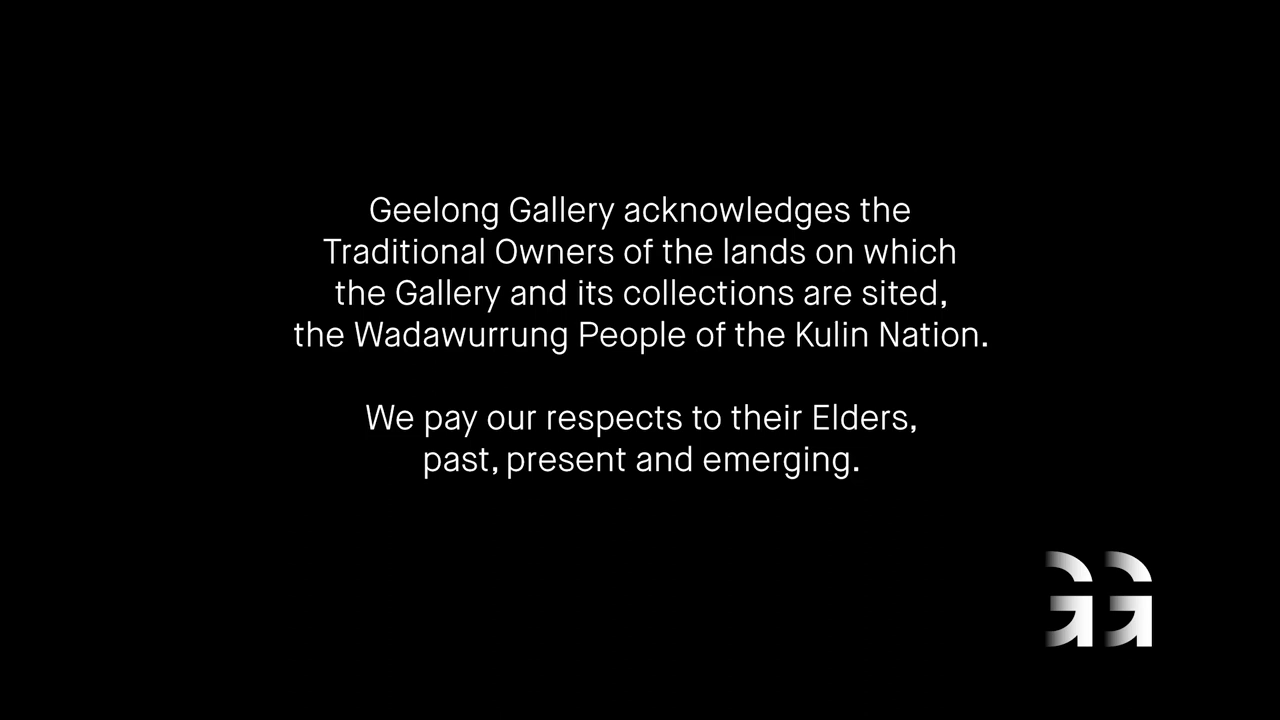 Geelong Gallery acknowledges the
Traditional Owners of the lands on which
the Gallery and its collections are sited,
the Wadawurrung People of the Kulin Nation.
We pay our respects to their Elders,
past, present and emerging.
GG